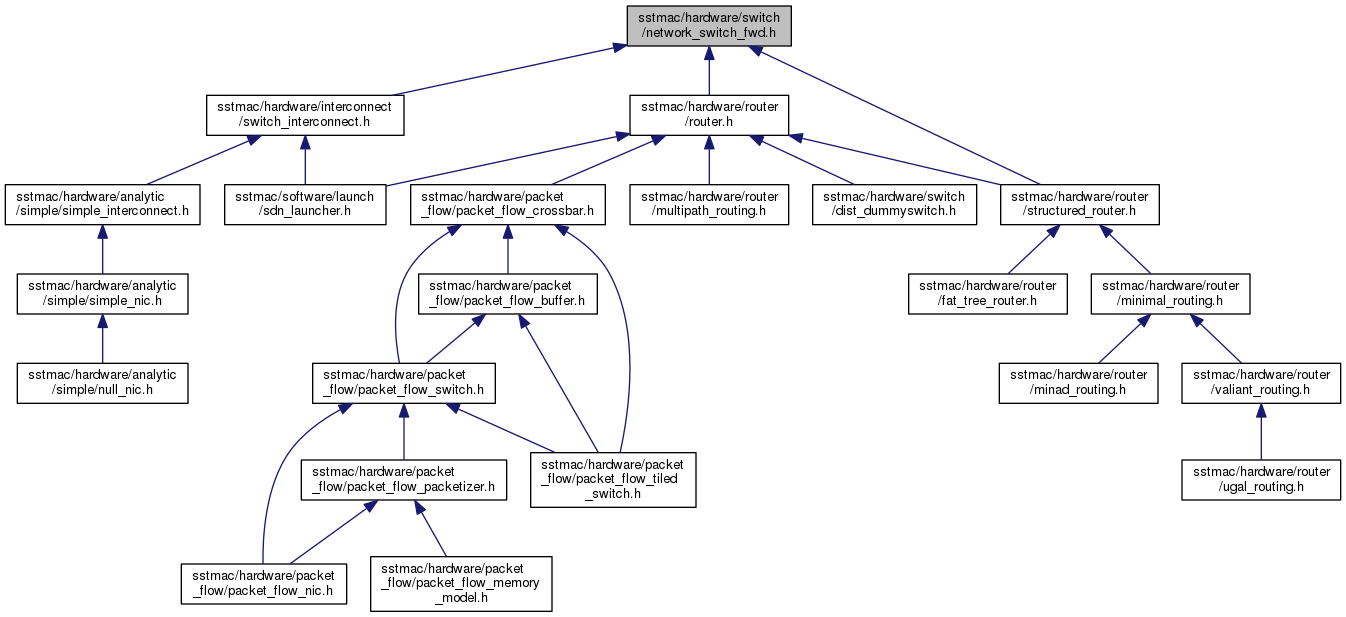 sstmac/hardware/switch
/network_switch_fwd.h
sstmac/hardware/interconnect
/switch_interconnect.h
sstmac/hardware/router
/router.h
sstmac/hardware/analytic
/simple/simple_interconnect.h
sstmac/software/launch
/sdn_launcher.h
sstmac/hardware/packet
_flow/packet_flow_crossbar.h
sstmac/hardware/router
/multipath_routing.h
sstmac/hardware/switch
/dist_dummyswitch.h
sstmac/hardware/router
/structured_router.h
sstmac/hardware/analytic
/simple/simple_nic.h
sstmac/hardware/packet
_flow/packet_flow_buffer.h
sstmac/hardware/router
/fat_tree_router.h
sstmac/hardware/router
/minimal_routing.h
sstmac/hardware/analytic
/simple/null_nic.h
sstmac/hardware/packet
_flow/packet_flow_switch.h
sstmac/hardware/router
/minad_routing.h
sstmac/hardware/router
/valiant_routing.h
sstmac/hardware/packet
_flow/packet_flow_packetizer.h
sstmac/hardware/packet
_flow/packet_flow_tiled
_switch.h
sstmac/hardware/router
/ugal_routing.h
sstmac/hardware/packet
_flow/packet_flow_nic.h
sstmac/hardware/packet
_flow/packet_flow_memory
_model.h